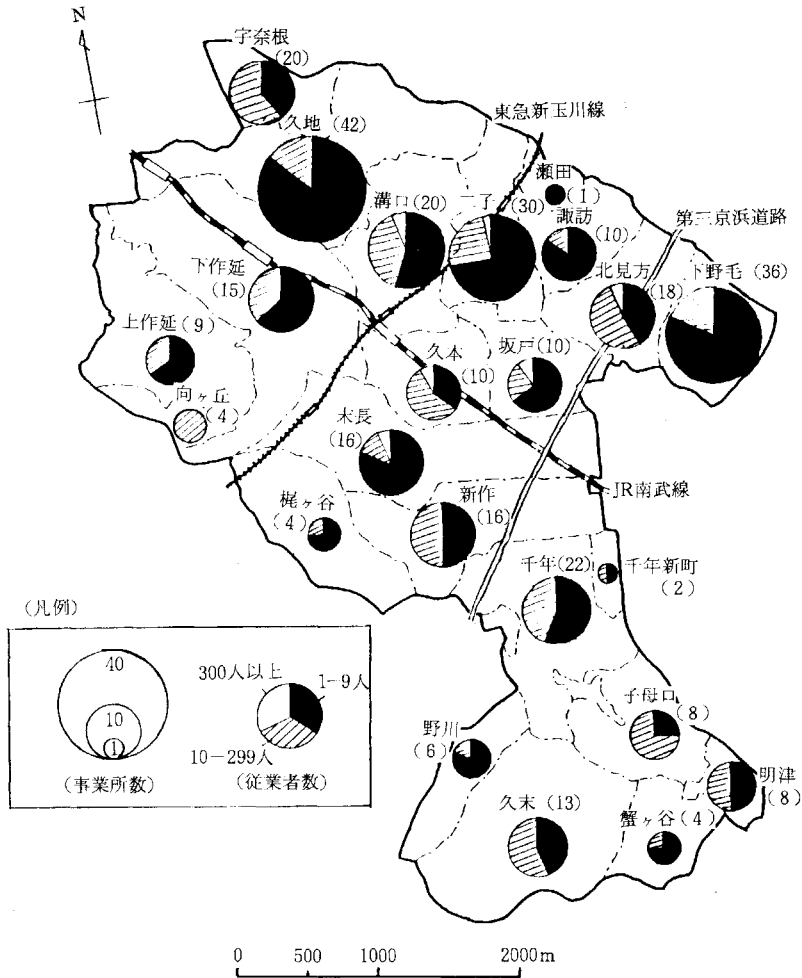 N
宇奈根
(20)
久地 (42)
東急新玉川線
瀬田
(1)
溝口(20)
二子 (30)
諏訪
(10)
第三京浜道路
北見方
(18)
下野毛 (36)
下作延
(15)
上作延(9)
向ヶ丘
(4)
久本
(10)
坂戸(10)
末長
(16)
JR南武線
梶ヶ谷
(4)
新作
(16)
千年(22)
千年新町
(2)
(凡例)
40
10
1
(事業所数)
300人以上
1-9人
10-299人
(従業者数)
子母口
(8)
野川
(6)
明津
(8)
久末 (13)
蟹ヶ谷(4)
0 500 1000 2000m